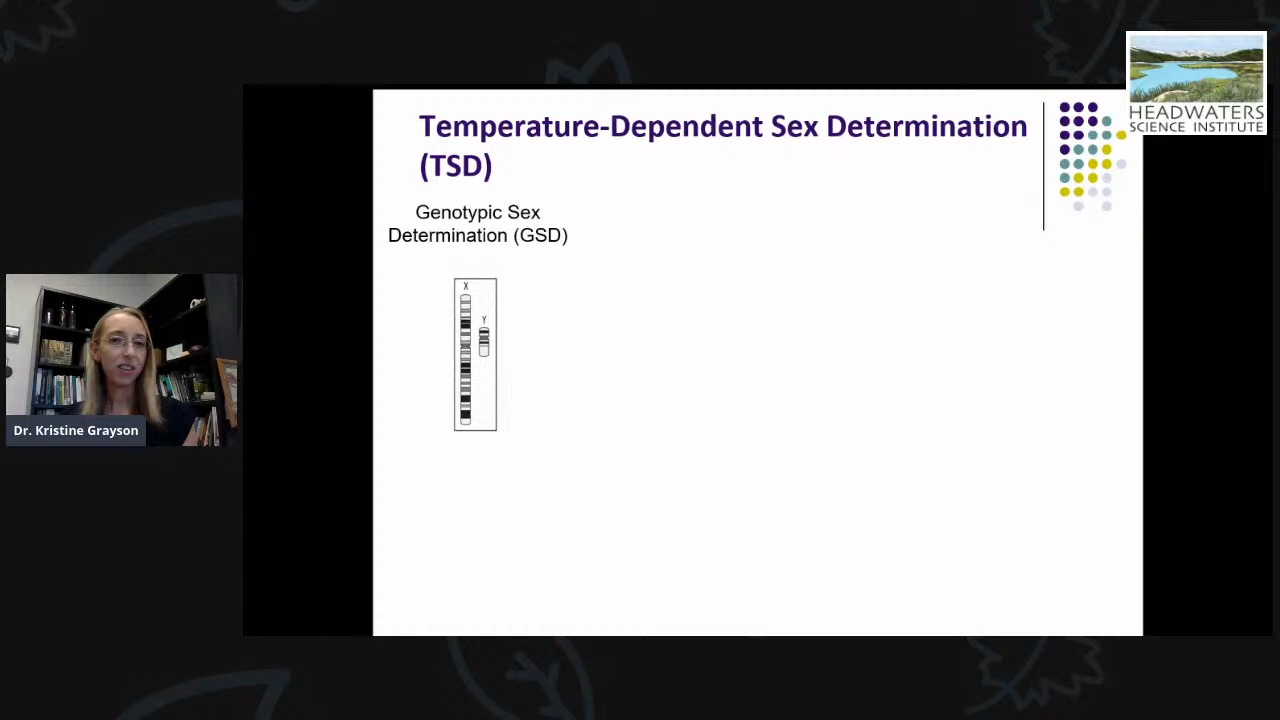 Temperature-Dependent Sex Determination
(TSD)
Genotypic Sex
Determination (GSD)
X
Y
HEADWATERS
SCIENCE INSTITUTE
Dr. Kristine Grayson